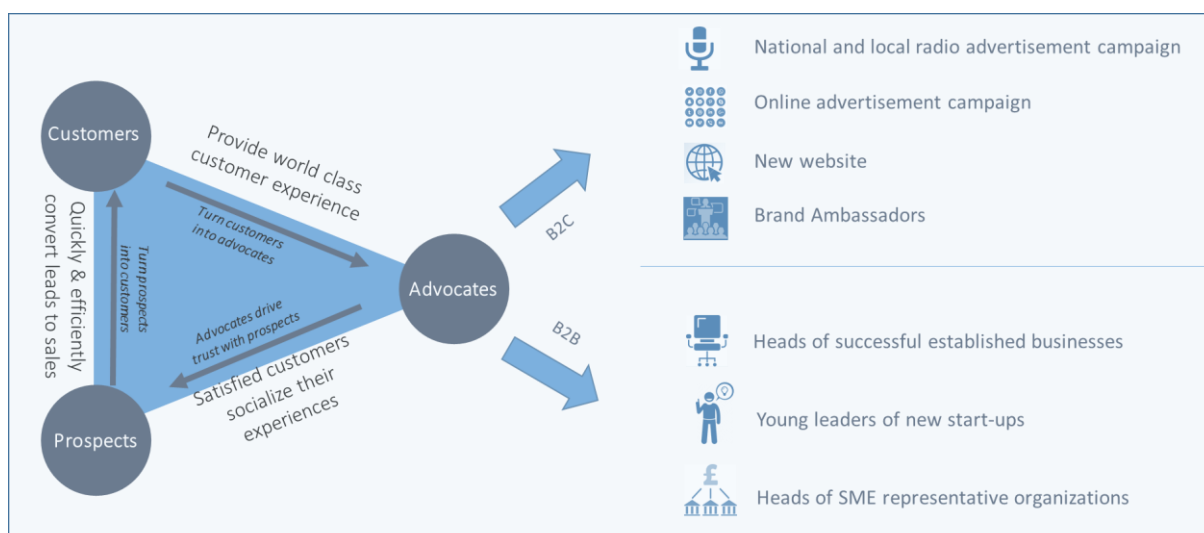 Customers
Provide world class
customer experience
Turn customers
into advocates
Quickly & efficiently
convert leads to sales
Turn prospects
into customers
Advocates
Advocates drive
trust with prospects
Satisfied customers
socialize their
experiences
Prospects
B2C
B2B
National and local radio advertisement campaign
Online advertisement campaign
New website
Brand Ambassadors
Heads of successful established businesses
Young leaders of new start-ups
£
Heads of SME representative organizations